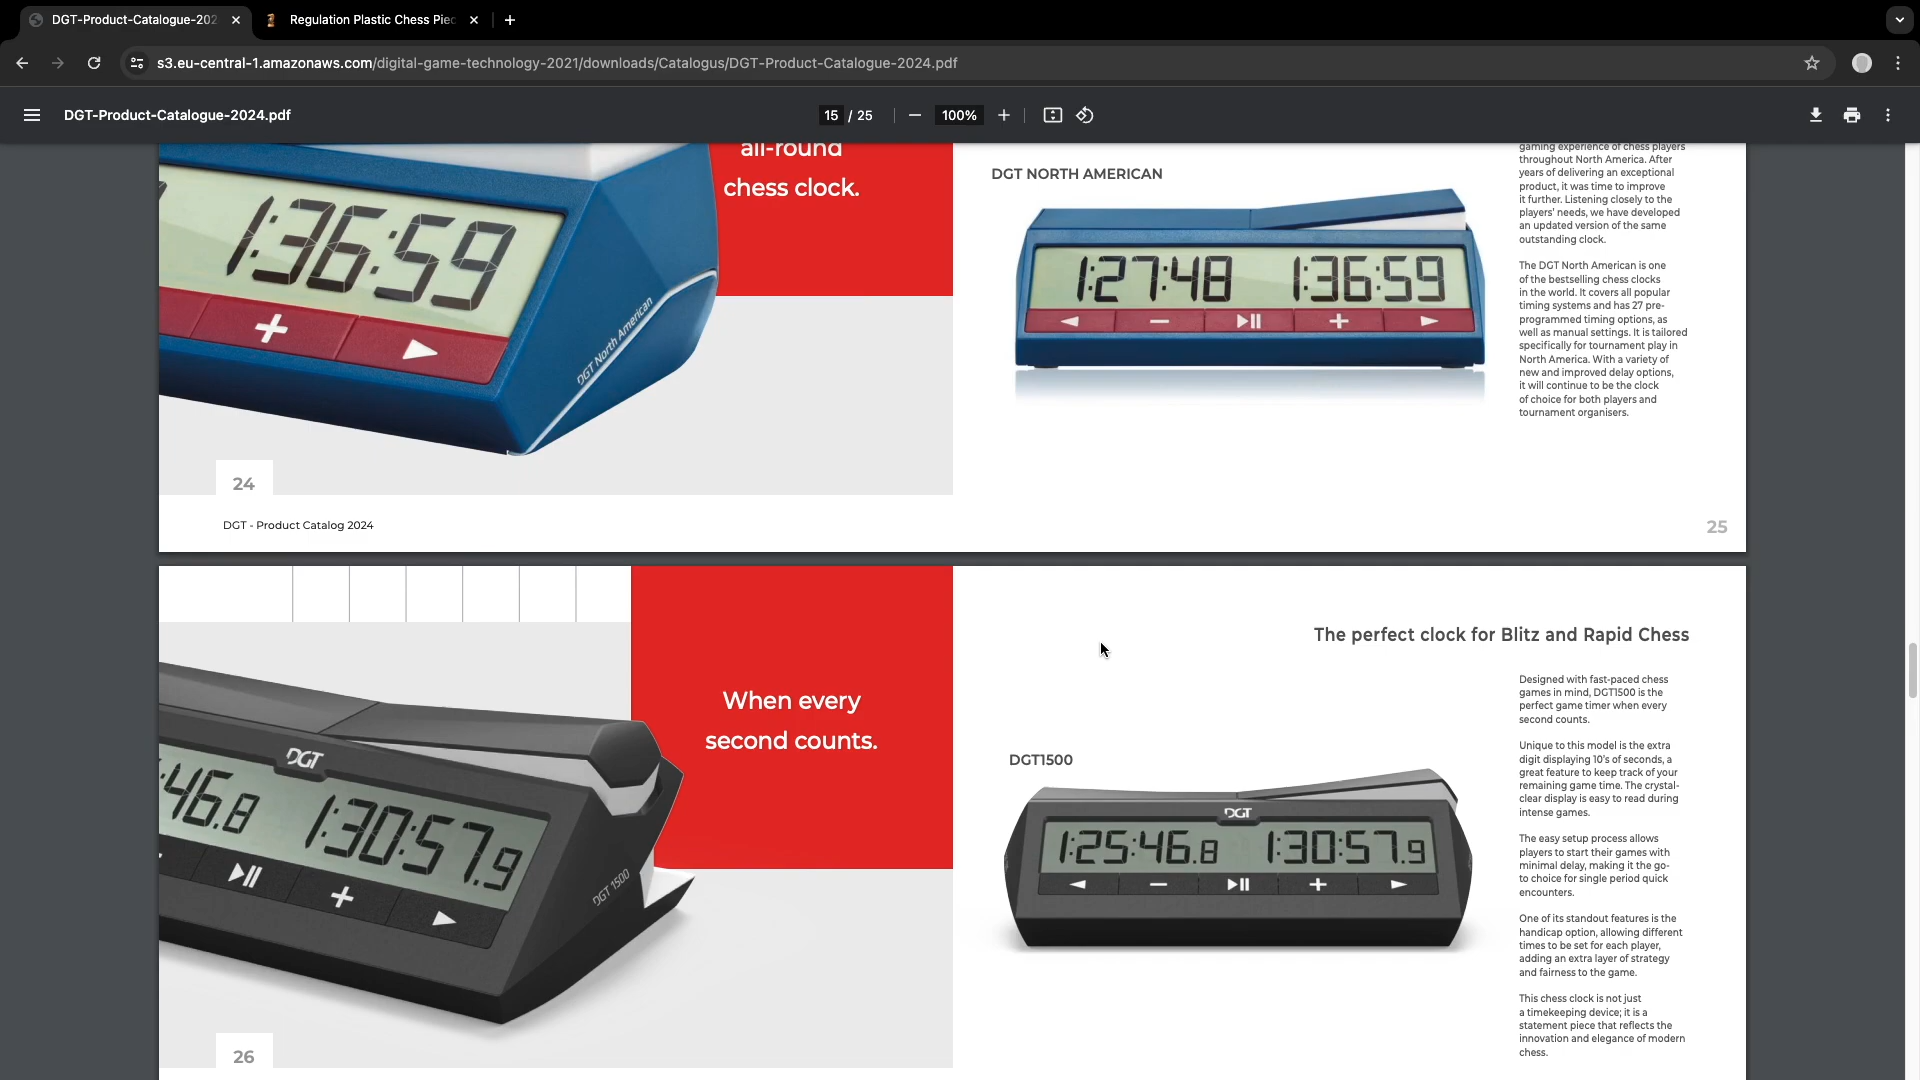 DGT-Product-Catalogue-202
Regulation Plastic Chess Piec
s3.eu-central-1.amazonaws.com/digital-game-technology-2021/downloads/Catalogus/DGT-Product-Catalogue-2024.pdf
DGT-Product-Catalogue-2024.pdf
15 / 25
100%
all-round
chess clock.
1:36:59
DGT North American
24
DGT - Product Catalog 2024
DGT NORTH AMERICAN
1:27:48 1:36:59
gaming experience of chess players
throughout North America. After
years of delivering an exceptional
product, it was time to improve
it further. Listening closely to the
players' needs, we have developed
an updated version of the same
outstanding clock.
The DGT North American is one
of the bestselling chess clocks
in the world. It covers all popular
timing systems and has 27 pre-
programmed timing options, as
well as manual settings. It is tailored
specifically for tournament play in
North America. With a variety of
new and improved delay options,
it will continue to be the clock
of choice for both players and
tournament organisers.
25
When every
second counts.
DGT
:46.8 1:30:57.9
DGT 1500
26
The perfect clock for Blitz and Rapid Chess
DGT1500
DGT
1:25:46.8 1:30:57.9
Designed with fast-paced chess
games in mind, DGT1500 is the
perfect game timer when every
second counts.
Unique to this model is the extra
digit displaying 10's of seconds, a
great feature to keep track of your
remaining game time. The crystal-
clear display is easy to read during
intense games.
The easy setup process allows
players to start their games with
minimal delay, making it the go-
to choice for single period quick
encounters.
One of its standout features is the
handicap option, allowing different
times to be set for each player,
adding an extra layer of strategy
and fairness to the game.
This chess clock is not just
a timekeeping device; it is a
statement piece that reflects the
innovation and elegance of modern
chess.